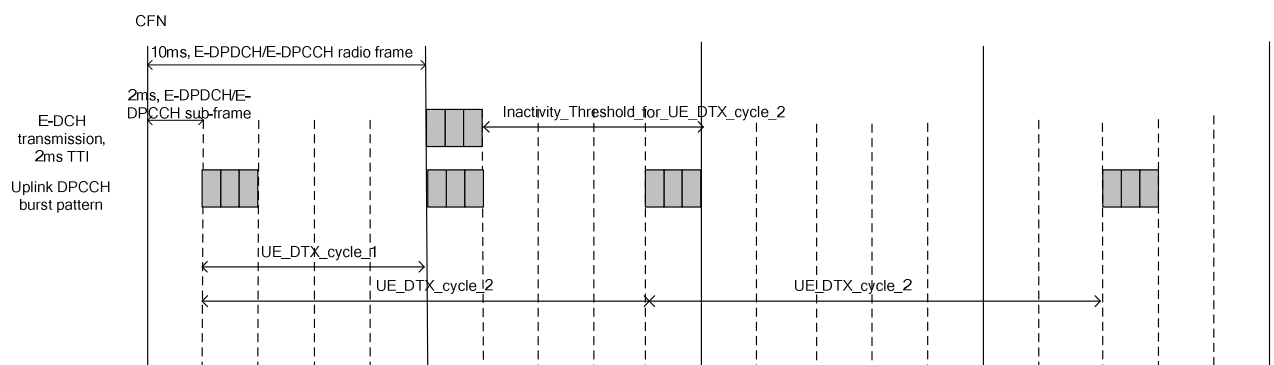 CFN
10ms, E-DPDCH/E-DPCCH radio frame
2ms, E-DPDCH/E-
DPCCH sub-frame
E-DCH
transmission,
2ms TTI
Inactivity_Threshold_for_UE_DTX_cycle_2
Uplink DPCCH
burst pattern
UE_DTX_cycle_1
UE_DTX_cycle_2
UE_DTX_cycle_2